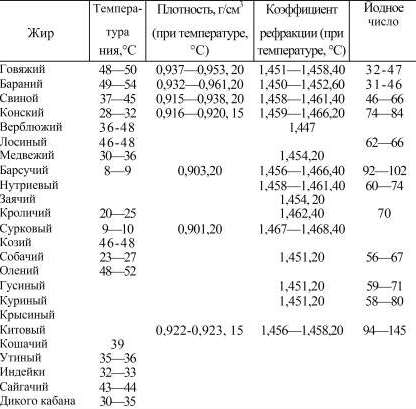 Жир Темпера-тура ния,°С Плотность, г/см³ (при температуре, °С) Коэффициент рефракции (при температуре, °С) Йодное число
Говяжий 48—50 0,937—0,953, 20 1,451—1,458,40 32-47
Бараний 49—54 0,932—0,961,20 1,450—1,452,60 31-46
Свиной 37—45 0,915—0,938, 20 1,458—1,461,40 46—66
Конский 28—32 0,916—0,920, 15 1,459—1,466,20 74—84
Верблюжий 36-48 1,447
Лосиный 46-48 62—66
Медвежий 30—36 1,454,20
Барсучий 8—9 0,903,20 1,456—1,466,40 92—102
Нутриевый 1,458—1,461,40 60—74
Заячий 1,454, 20
Кроличий 20—25 1,462,40 70
Сурковый 9—10 0,901,20 1,467—1,468,40
Козий 46-48
Собачий 23—27 1,451,20 56—67
Олений 48—52
Гусиный 1,451,20 59—71
Куриный 1,451,20 58—80
Крысиный
Китовый 0,922-0,923, 15 1,456—1,458,20 94—145
Кошачий 39
Утиный 35—36
Индейки 32—33
Сайгачий 43—44
Дикого кабана 30—35